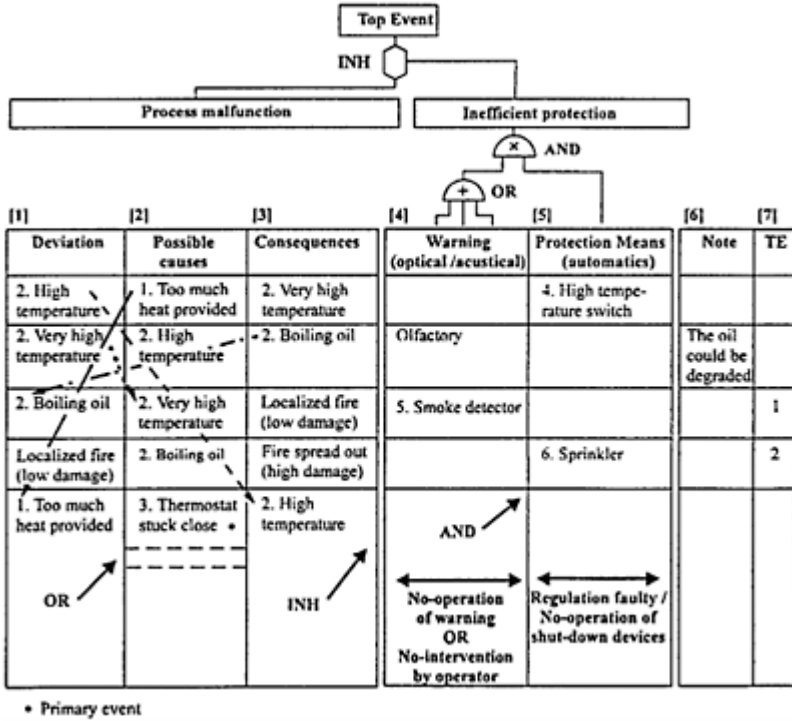 Top Event
INH
Process malfunction
Inefficient protection
×
AND
+
OR
[1] [2] [3] [4] [5] [6] [7]
Deviation
Possible
causes
Consequences
Warning
(optical /acustical)
Protection Means
(automatics)
Note
TE
2. High
temperature
1. Too much
heat provided
2. Very high
temperature
4. High tempe-
rature switch
2. Very high
temperature
2. High
temperature
2. Boiling oil
Olfactory
The oil
could be
degraded
2. Boiling oil
2. Very high
temperature
Localized fire
(low damage)
5. Smoke detector
1
Localized fire
(low damage)
2. Boiling oil
Fire spread out
(high damage)
6. Sprinkler
2
1. Too much
heat provided
3. Thermostat
stuck close •
2. High
temperature
OR
INH
AND
No-operation
of warning
OR
No-intervention
by operator
Regulation faulty /
No-operation of
shut-down devices
• Primary event